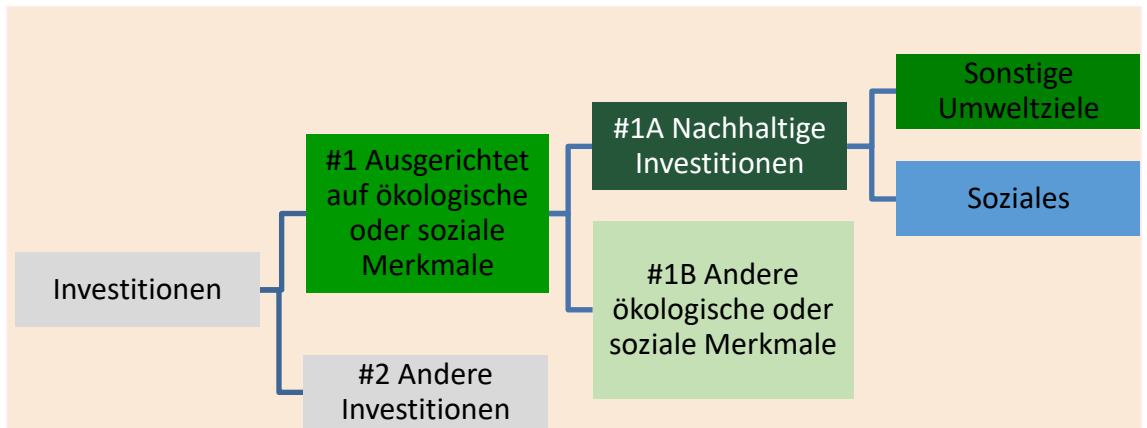 Investitionen
#1 Ausgerichtet
auf ökologische
oder soziale
Merkmale
#2 Andere
Investitionen
#1A Nachhaltige
Investitionen
#1B Andere
ökologische oder
soziale Merkmale
Sonstige
Umweltziele
Soziales